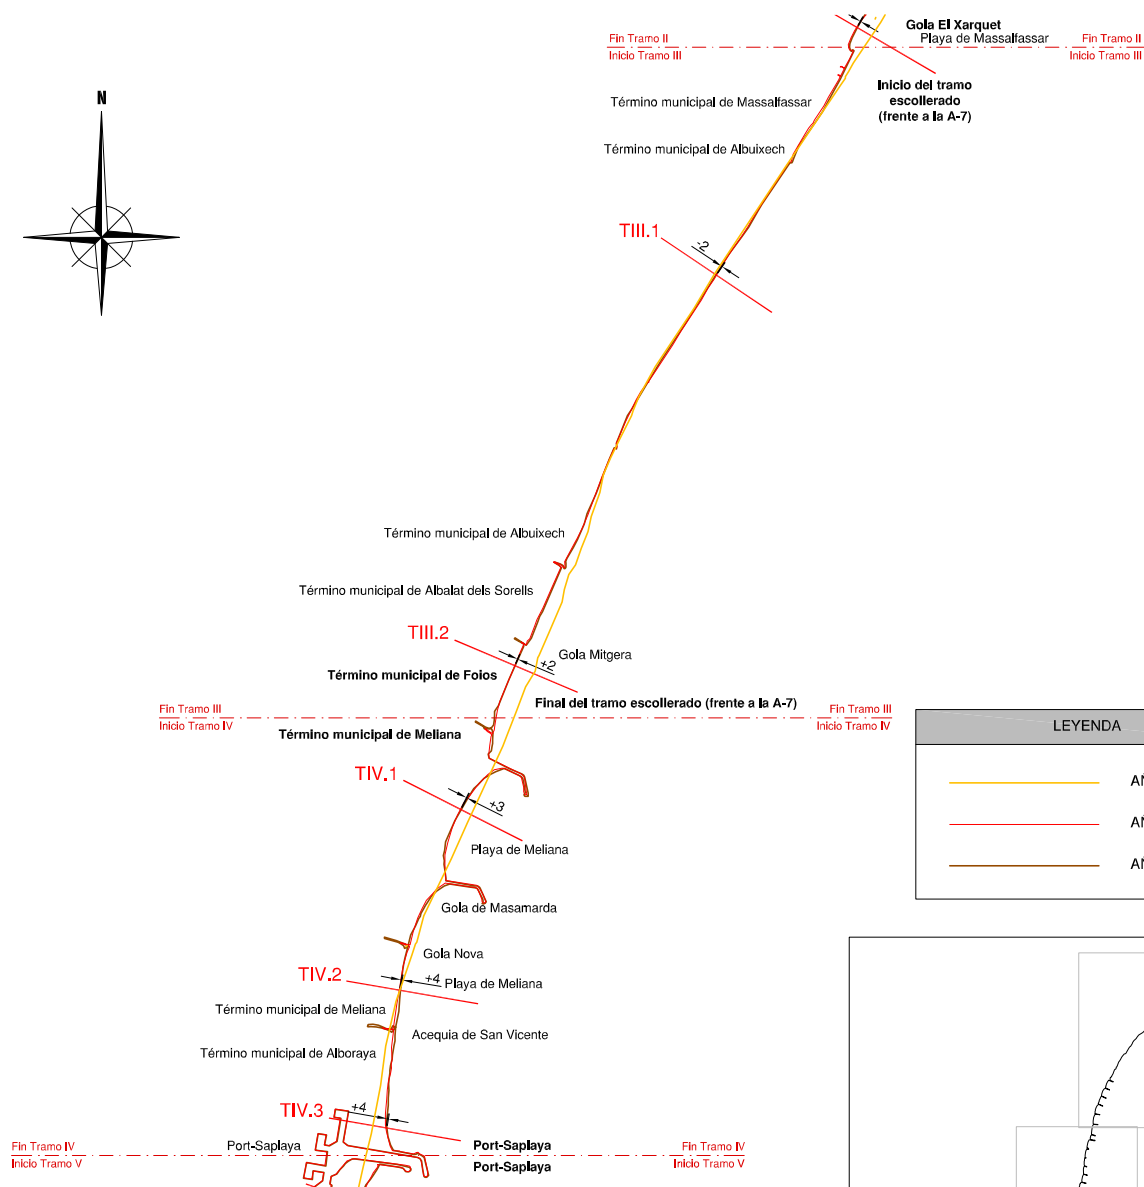 Gola El Xarquet
Fin Tramo II
Playa de Massalfassar
Fin Tramo II
Inicio Tramo III
Inicio Tramo III
Inicio del tramo
escollerado
(frente a la A-7)
N
Término municipal de Massalfassar
Término municipal de Albuixech
TIII.1
-2
Término municipal de Albuixech
Término municipal de Albalat dels Sorells
TIII.2
+2
Gola Mitgera
Término municipal de Foios
Final del tramo escollerado (frente a la A-7)
Fin Tramo III
Fin Tramo III
Inicio Tramo IV
Inicio Tramo IV
Término municipal de Meliana
LEYENDA
TIV.1
+3
Playa de Meliana
Gola de Masamarda
Gola Nova
TIV.2
+4
Playa de Meliana
Término municipal de Meliana
Acequia de San Vicente
Término municipal de Alboraya
TIV.3
+4
Port-Saplaya
Port-Saplaya
Fin Tramo IV
Fin Tramo IV
Inicio Tramo V
Port-Saplaya
Inicio Tramo V